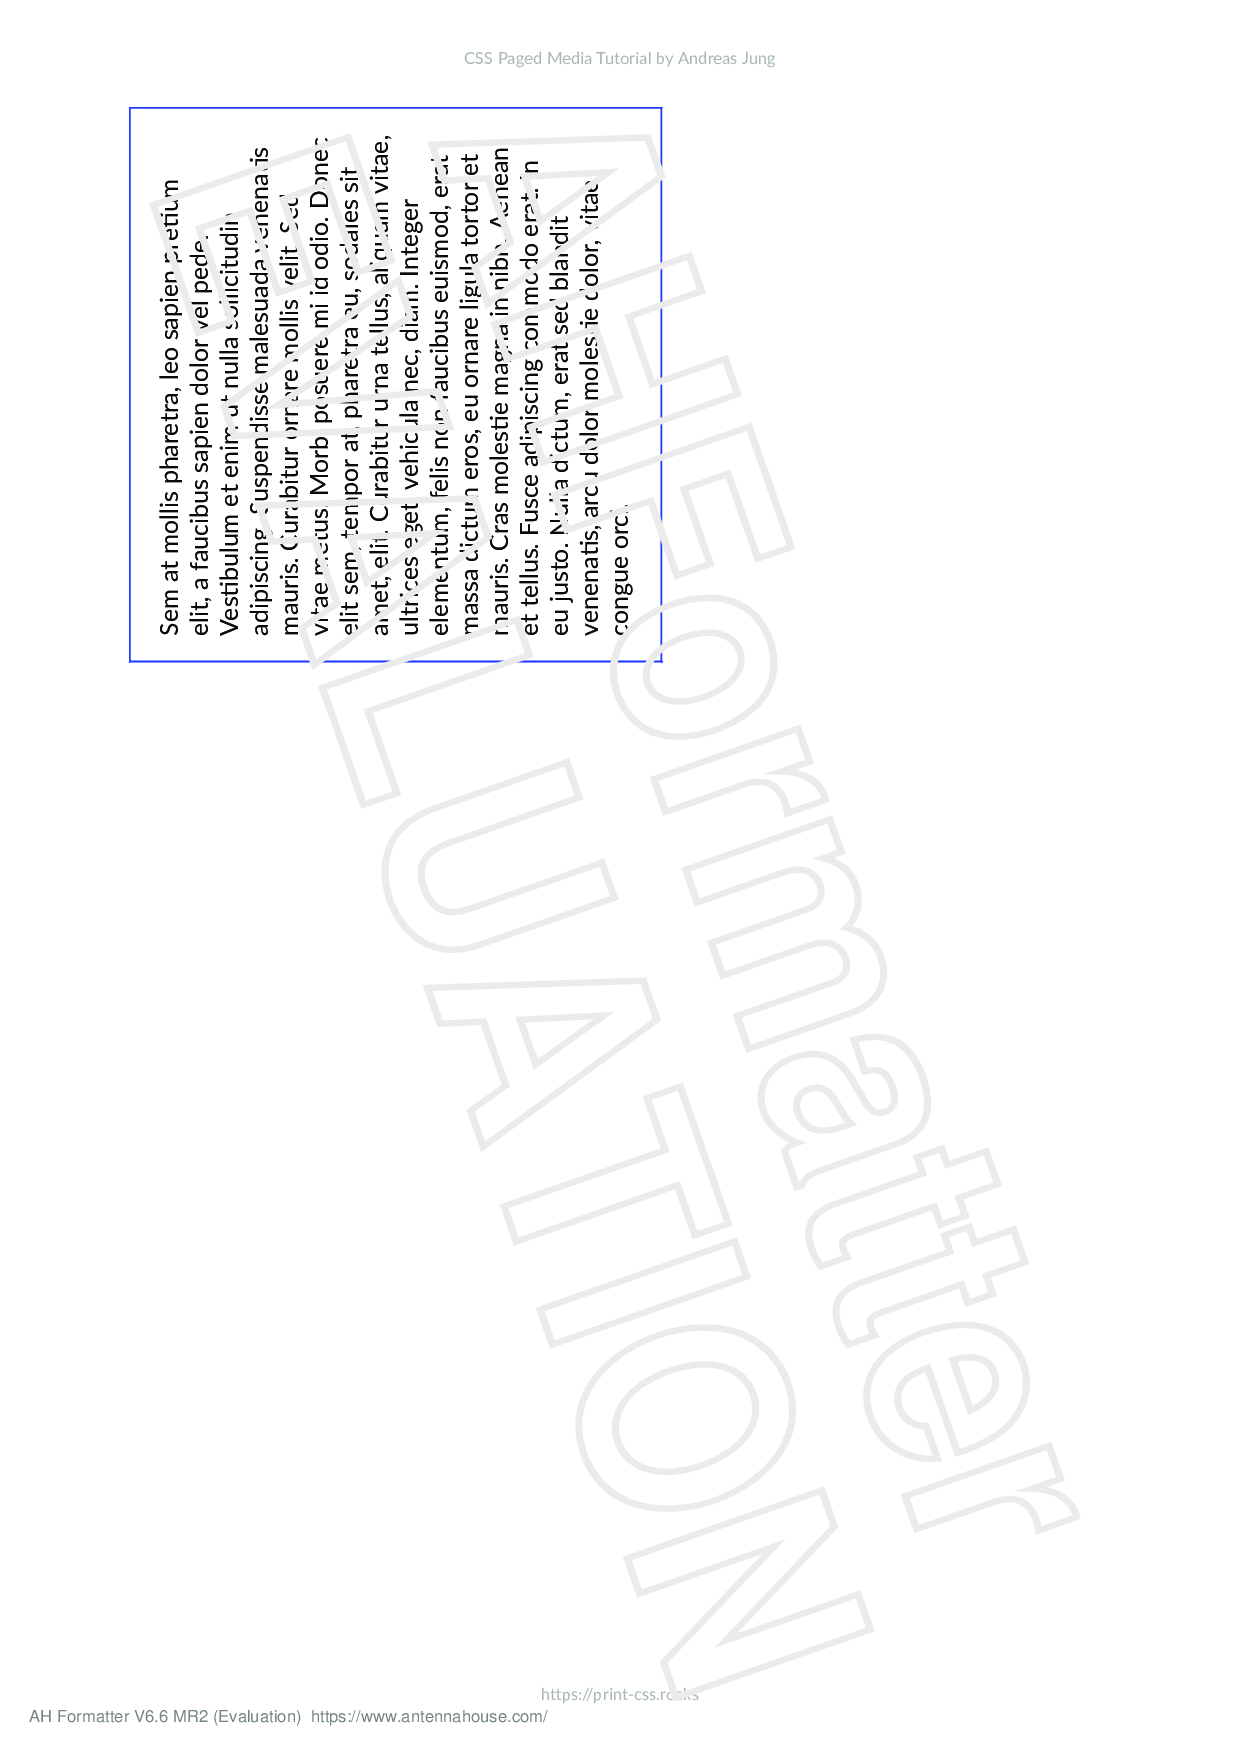 CSS Paged Media Tutorial by Andreas Jung
Sem at mollis pharetra, leo sapien pretium
elit, a faucibus sapien dolor vel pede.
Vestibulum et enim ut nulla sollicitudin
adipiscing. Suspendisse malesuada venenatis
mauris. Curabitur ornare mollis velit. Sed
vitae metus. Morbi posuere mi id odio. Donec
elit sem, tempor at, pharetra eu, sodales sit
amet, elit. Curabitur urna tellus, aliquam vitae,
ultrices eget, vehicula nec, diam. Integer
elementum, felis non faucibus euismod, erat
massa dictum eros, eu ornare ligula tortor et
mauris. Cras molestie magna in nibh. Aenean
et tellus. Fusce adipiscing commodo erat. In
eu justo. Nulla dictum, erat sed blandit
venenatis, arcu dolor molestie dolor, vitae
congue orci.
AHFormatter
EVALUATION
https://print-css.rocks
AH Formatter V6.6 MR2 (Evaluation) https://www.antennahouse.com/